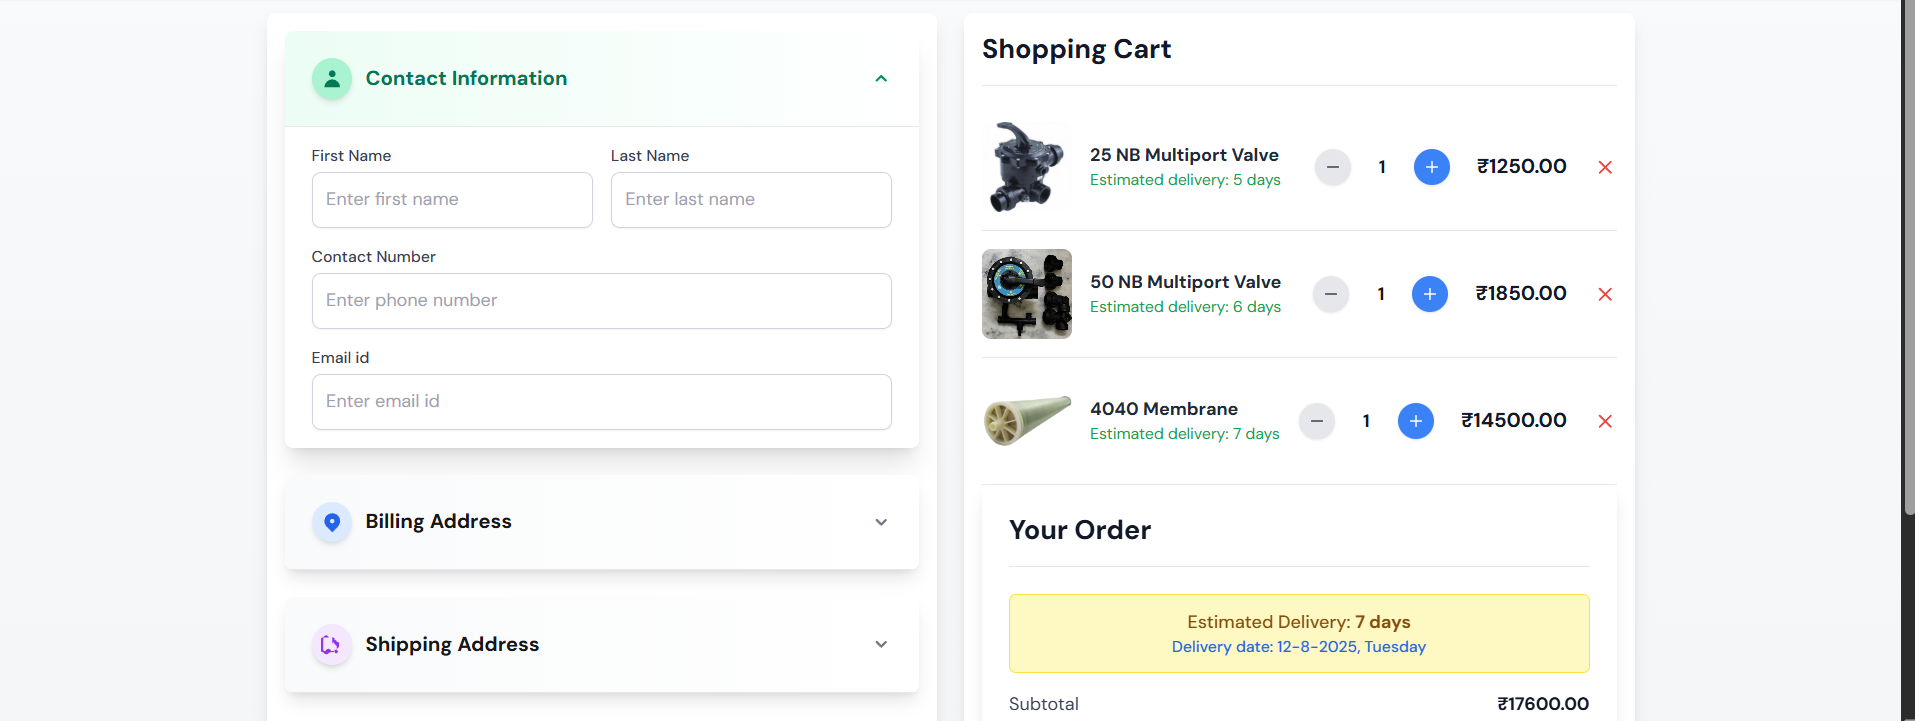 Contact Information
First Name
Last Name
Enter first name
Enter last name
Contact Number
Enter phone number
Email id
Enter email id
Billing Address
Shipping Address
Shopping Cart
25 NB Multiport Valve
Estimated delivery: 5 days
1
₹1250.00
50 NB Multiport Valve
Estimated delivery: 6 days
1
₹1850.00
4040 Membrane
Estimated delivery: 7 days
1
₹14500.00
Your Order
Estimated Delivery: 7 days
Delivery date: 12-8-2025, Tuesday
Subtotal
₹17600.00